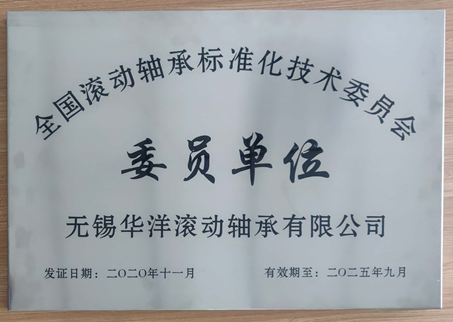 全国滚动轴承标准化技术委员会
委员单位
无锡华洋滚动轴承有限公司
发证日期：二〇二〇年十一月 有效期至：二〇二五年九月